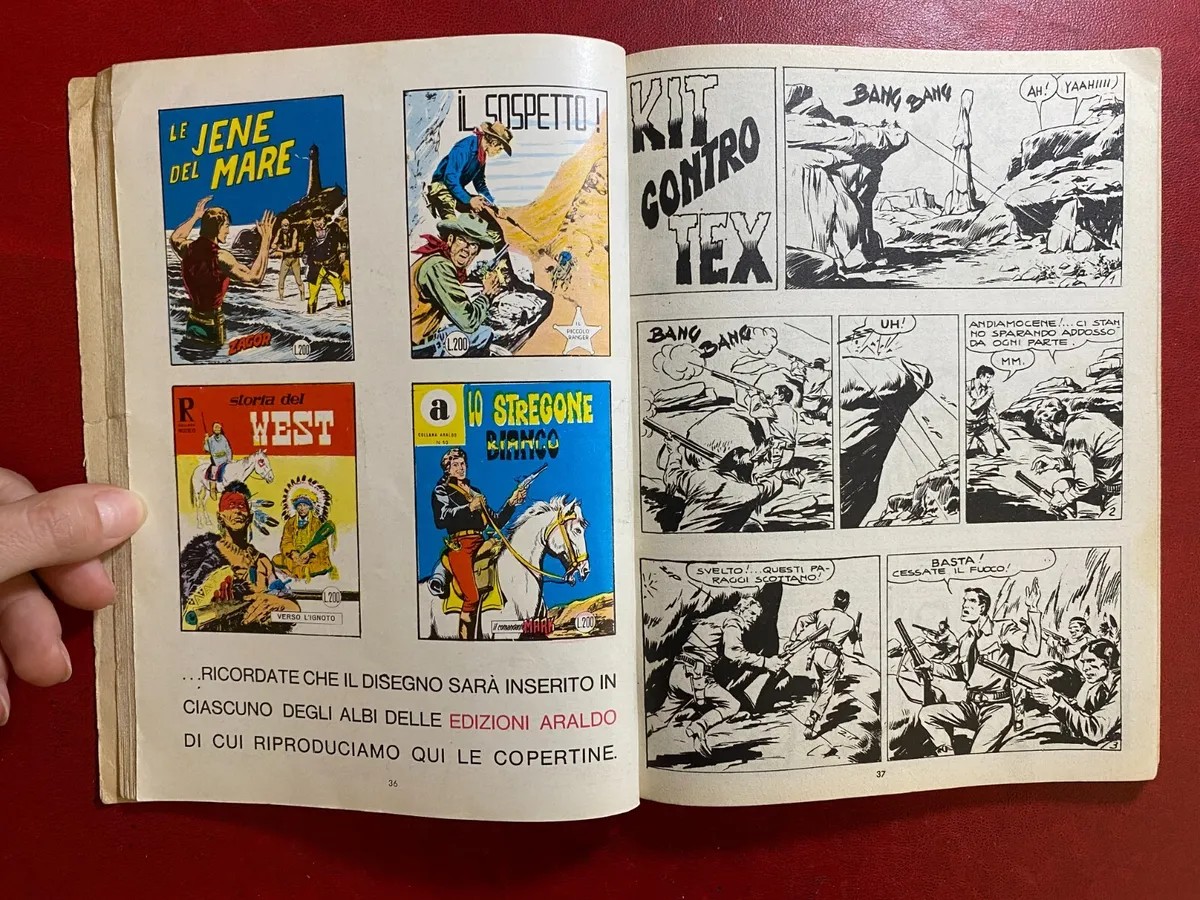 LE JENE
DEL MARE
ZAGOR
L.200
IL SOSPETTO!
L.200
IL
PICCOLO
RANGER
R
storia del
WEST
L.200
VERSO L'IGNOTO
a
COLLANA ARALDO
LO STREGONE
BIANCO
il comandante MARK
L.200
...RICORDATE CHE IL DISEGNO SARÀ INSERITO IN
CIASCUNO DEGLI ALBI DELLE EDIZIONI ARALDO
DI CUI RIPRODUCIAMO QUI LE COPERTINE.
36
KIT
CONTRO
TEX
BANG BANG
AH!
YAAHIIII)
1
BANG BANG
UH!
ANDIAMOCENE!...CI STAN
NO SPARANDO ADDOSSO
DA OGNI PARTE.
MM.
2
SVELTO!...QUESTI PA-
RAGGI SCOTTANO!
BASTA!
CESSATE IL FUOCO!
3
37